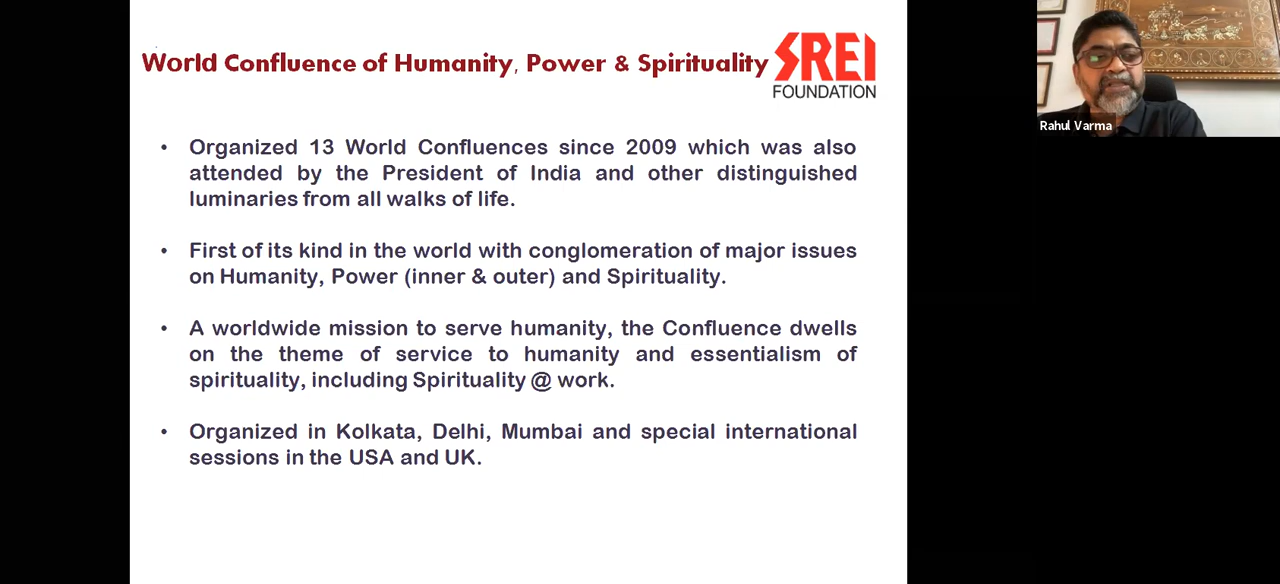 World Confluence of Humanity, Power & Spirituality
SREI
FOUNDATION
• Organized 13 World Confluences since 2009 which was also
attended by the President of India and other distinguished
luminaries from all walks of life.
• First of its kind in the world with conglomeration of major issues
on Humanity, Power (inner & outer) and Spirituality.
• A worldwide mission to serve humanity, the Confluence dwells
on the theme of service to humanity and essentialism of
spirituality, including Spirituality @ work.
• Organized in Kolkata, Delhi, Mumbai and special international
sessions in the USA and UK.
Rahul Varma